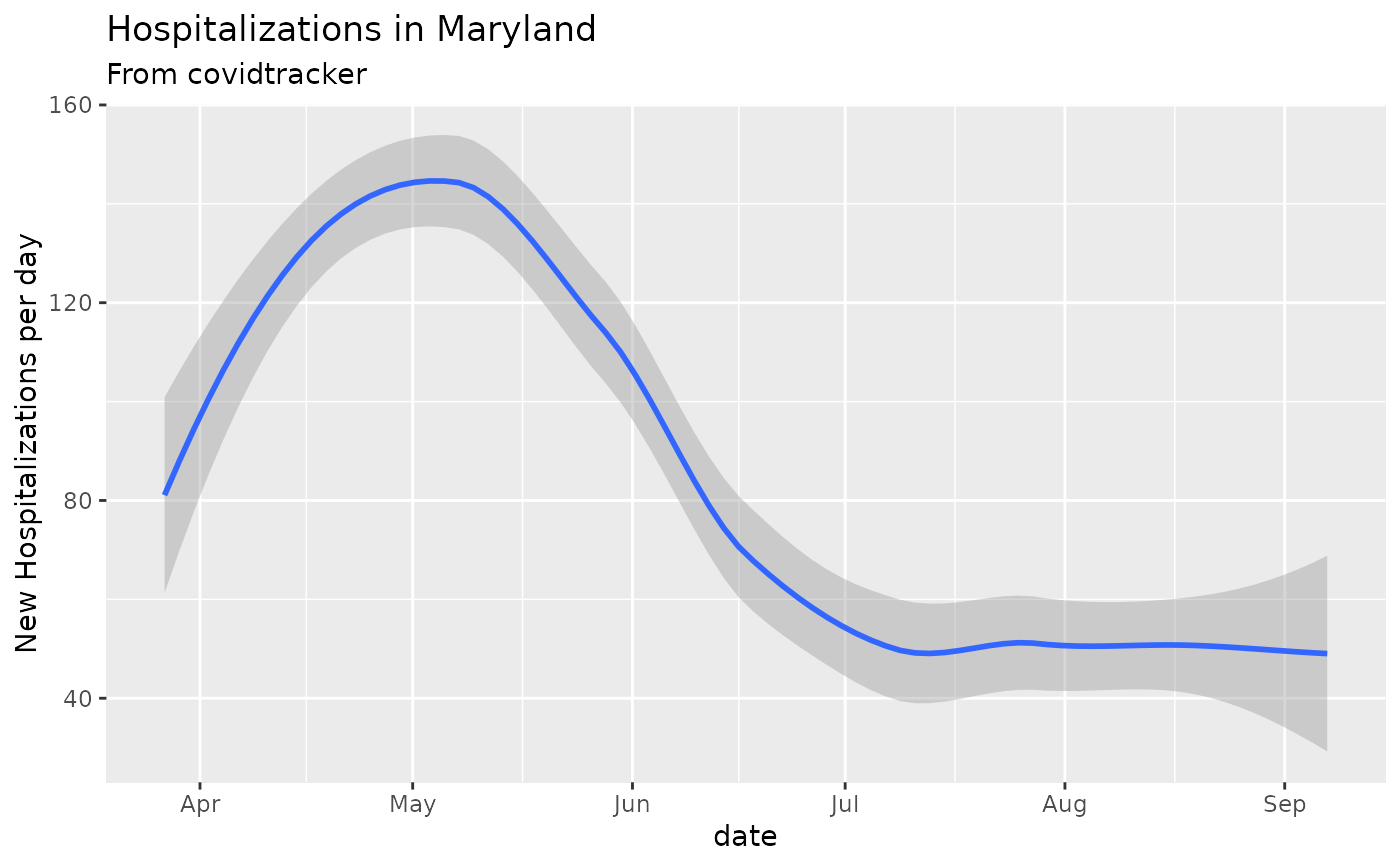 Hospitalizations in Maryland
From covidtracker
New Hospitalizations per day
160
120
80
40
Apr May Jun Jul Aug Sep
date